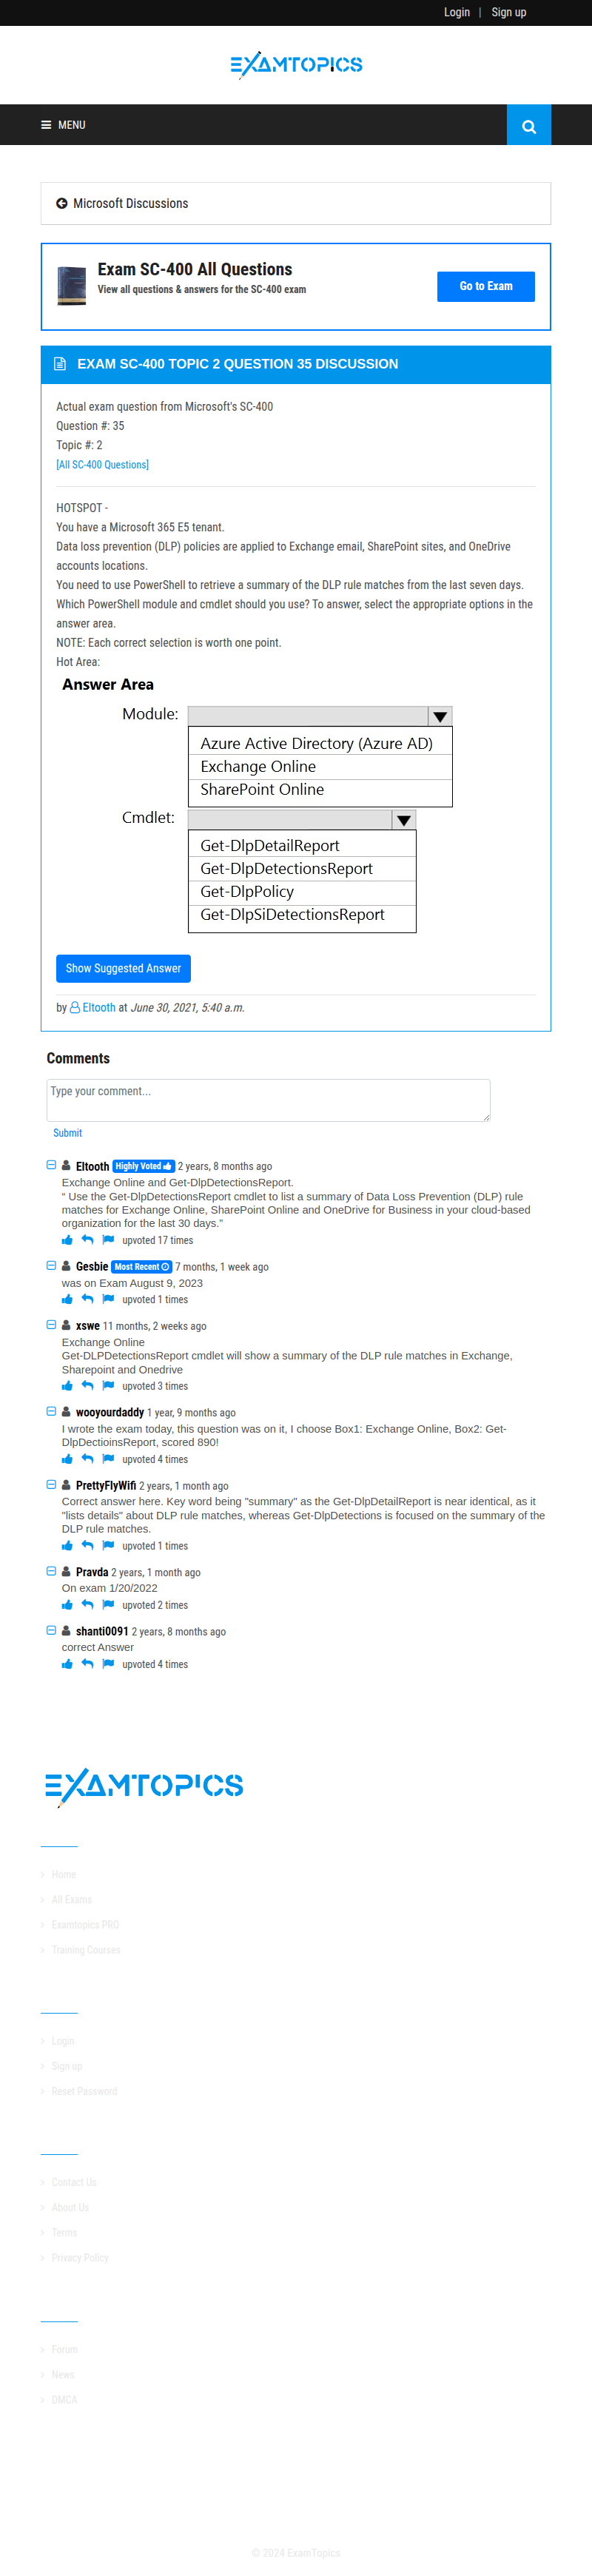 Login | Sign up
EXAMTOPICS
MENU
Microsoft Discussions
Exam SC-400 All Questions
View all questions & answers for the SC-400 exam
Go to Exam
EXAM SC-400 TOPIC 2 QUESTION 35 DISCUSSION
Actual exam question from Microsoft's SC-400
Question #: 35
Topic #: 2
[All SC-400 Questions]
HOTSPOT -
You have a Microsoft 365 E5 tenant.
Data loss prevention (DLP) policies are applied to Exchange email, SharePoint sites, and OneDrive
accounts locations.
You need to use PowerShell to retrieve a summary of the DLP rule matches from the last seven days.
Which PowerShell module and cmdlet should you use? To answer, select the appropriate options in the
answer area.
NOTE: Each correct selection is worth one point.
Hot Area:
Answer Area
Module:
Azure Active Directory (Azure AD)
Exchange Online
SharePoint Online
Cmdlet:
Get-DlpDetailReport
Get-DlpDetectionsReport
Get-DlpPolicy
Get-DlpSiDetectionsReport
Show Suggested Answer
by Eltooth at June 30, 2021, 5:40 a.m.
Comments
Type your comment...
Submit
Eltooth Highly Voted 2 years, 8 months ago
Exchange Online and Get-DlpDetectionsReport.
“ Use the Get-DlpDetectionsReport cmdlet to list a summary of Data Loss Prevention (DLP) rule
matches for Exchange Online, SharePoint Online and OneDrive for Business in your cloud-based
organization for the last 30 days.”
upvoted 17 times
Gesbie Most Recent 7 months, 1 week ago
was on Exam August 9, 2023
upvoted 1 times
xswe 11 months, 2 weeks ago
Exchange Online
Get-DLPDetectionsReport cmdlet will show a summary of the DLP rule matches in Exchange,
Sharepoint and Onedrive
upvoted 3 times
wooyourdaddy 1 year, 9 months ago
I wrote the exam today, this question was on it, I choose Box1: Exchange Online, Box2: Get-
DlpDectioinsReport, scored 890!
upvoted 4 times
PrettyFlyWifi 2 years, 1 month ago
Correct answer here. Key word being "summary" as the Get-DlpDetailReport is near identical, as it
"lists details" about DLP rule matches, whereas Get-DlpDetections is focused on the summary of the
DLP rule matches.
upvoted 1 times
Pravda 2 years, 1 month ago
On exam 1/20/2022
upvoted 2 times
shanti0091 2 years, 8 months ago
correct Answer
upvoted 4 times
EXAMTOPICS
Home
All Exams
Examtopics PRO
Training Courses
Login
Sign up
Reset Password
Contact Us
About Us
Terms
Privacy Policy
Forum
News
DMCA
© 2024 ExamTopics